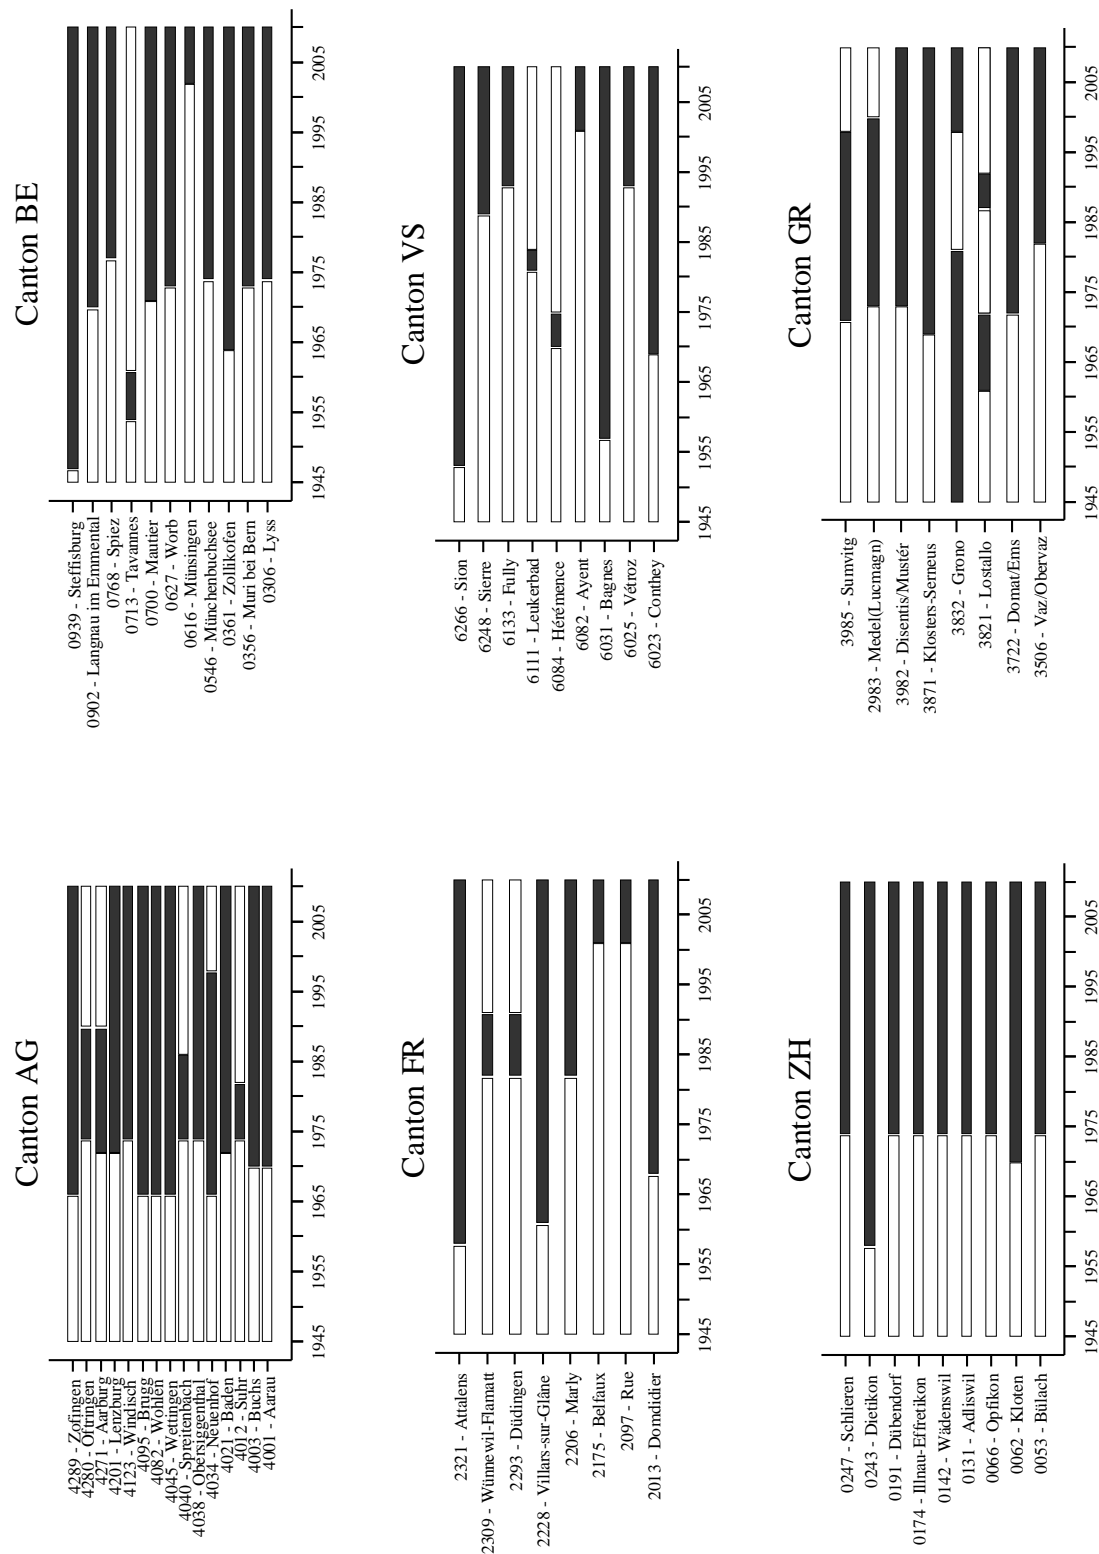 Canton AG
4289 - Zofingen
4280 - Oftringen
4271 - Aarburg
4201 - Lenzburg
4123 - Windisch
4095 - Brugg
4082 - Wohlen
4045 - Wettingen
4040 - Spreitenbach
4038 - Obersiggenthal
4034 - Neuenhof
4021 - Baden
4012 - Suhr
4003 - Buchs
4001 - Aarau
1945 1955 1965 1975 1985 1995 2005
Canton BE
0939 - Steffisburg
0902 - Langnau im Emmental
0768 - Spiez
0713 - Tavannes
0700 - Mautier
0627 - Worb
0616 - Münsingen
0546 - Münchenbuchsee
0361 - Zollikofen
0356 - Muri bei Bern
0306 - Lyss
1945 1955 1965 1975 1985 1995 2005
Canton FR
2321 - Attalens
2309 - Wünnewil-Flamatt
2293 - Düdingen
2228 - Villars-sur-Glâne
2206 - Marly
2175 - Belfaux
2097 - Rue
2013 - Domdidier
1945 1955 1965 1975 1985 1995 2005
Canton VS
6266 - Sion
6248 - Sierre
6133 - Fully
6111 - Leukerbad
6084 - Hérémence
6082 - Ayent
6031 - Bagnes
6025 - Vétroz
6023 - Conthey
1945 1955 1965 1975 1985 1995 2005
Canton ZH
0247 - Schlieren
0243 - Dietikon
0191 - Dübendorf
0174 - Illnau-Effretikon
0142 - Wädenswil
0131 - Adliswil
0066 - Opfikon
0062 - Kloten
0053 - Bülach
1945 1955 1965 1975 1985 1995 2005
Canton GR
3985 - Sumvitg
2983 - Medel(Lucmagn)
3982 - Disentis/Mustér
3871 - Klosters-Serneus
3832 - Grono
3821 - Lostallo
3722 - Domat/Ems
3506 - Vaz/Obervaz
1945 1955 1965 1975 1985 1995 2005